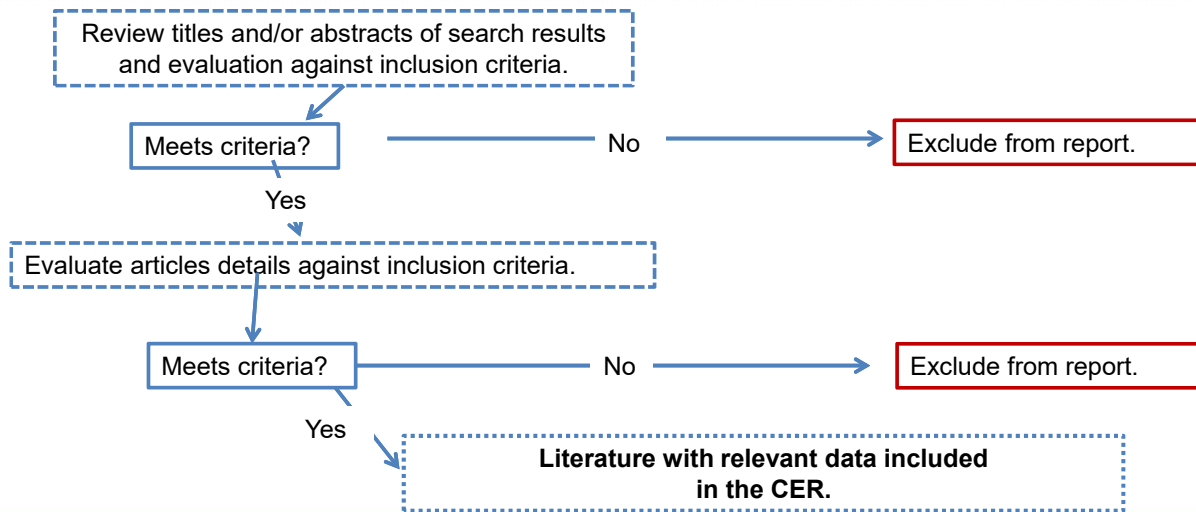 Review titles and/or abstracts of search results
and evaluation against inclusion criteria.
Meets criteria?
No
Exclude from report.
Yes
Evaluate articles details against inclusion criteria.
Meets criteria?
No
Exclude from report.
Yes
Literature with relevant data included
in the CER.